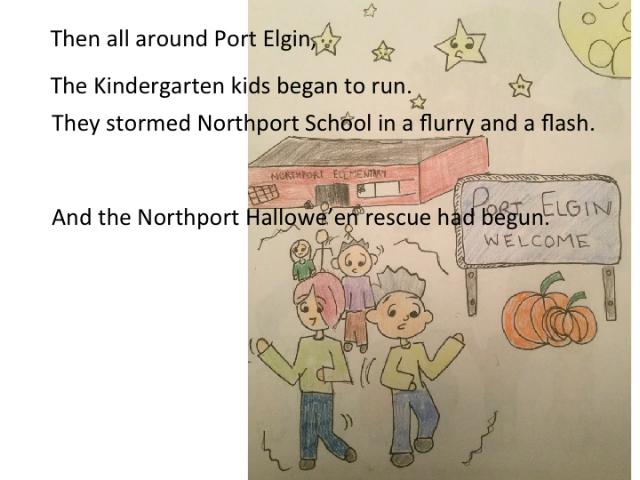 Then all around Port Elgin,
The Kindergarten kids began to run.
They stormed Northport School in a flurry and a flash.
NORTHPORT ELEMENTARY
PORT ELGIN
WELCOME
And the Northport Hallowe'en rescue had begun.